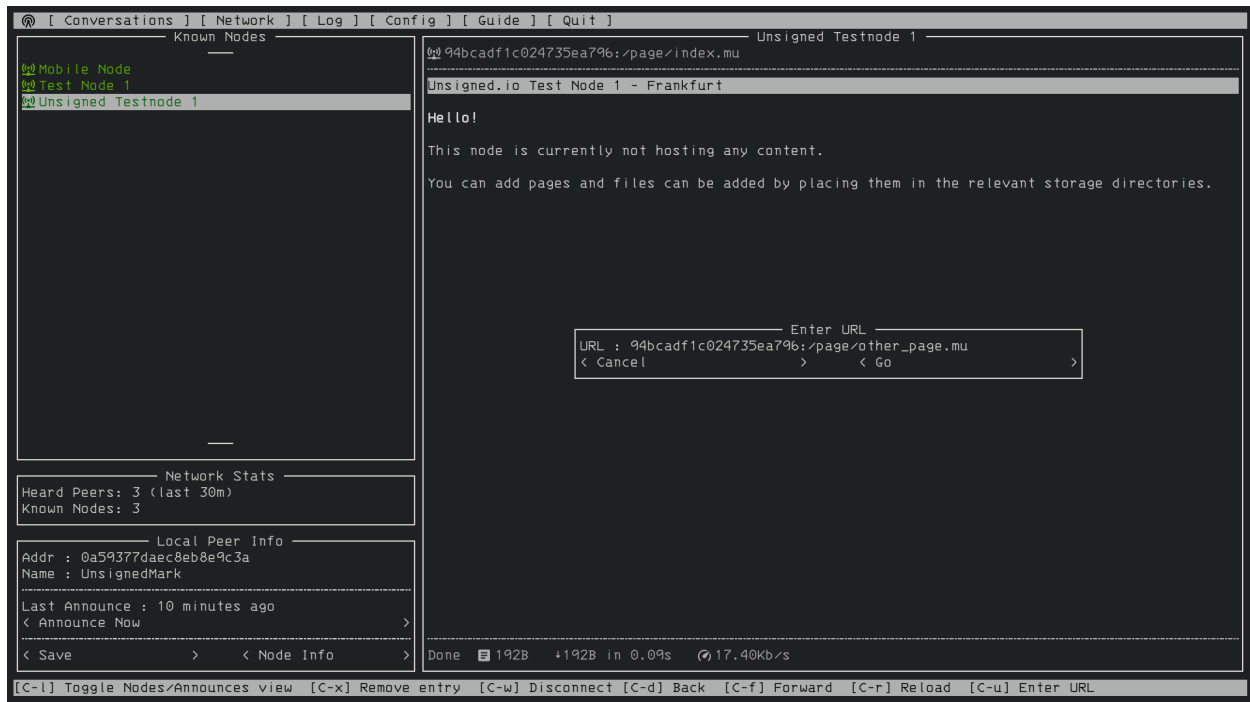 [ Conversations ] [ Network ] [ Log ] [ Config ] [ Guide ] [ Quit ]
Known Nodes
Mobile Node
Test Node 1
Unsigned Testnode 1
Network Stats
Heard Peers: 3 (last 30m)
Known Nodes: 3
Local Peer Info
Addr : 0a59377daec8eb8e9c3a
Name : UnsignedMark
Last Announce : 10 minutes ago
< Announce Now >
< Save > < Node Info >
Unsigned Testnode 1
94bcadf1c024735ea796:/page/index.mu
Unsigned.io Test Node 1 - Frankfurt
Hello!
This node is currently not hosting any content.
You can add pages and files can be added by placing them in the relevant storage directories.
Enter URL
URL : 94bcadf1c024735ea796:/page/other_page.mu
< Cancel > < Go >
Done 192B ↓192B in 0.09s 17.40Kb/s
[C-l] Toggle Nodes/Announces view [C-x] Remove entry [C-w] Disconnect [C-d] Back [C-f] Forward [C-r] Reload [C-u] Enter URL